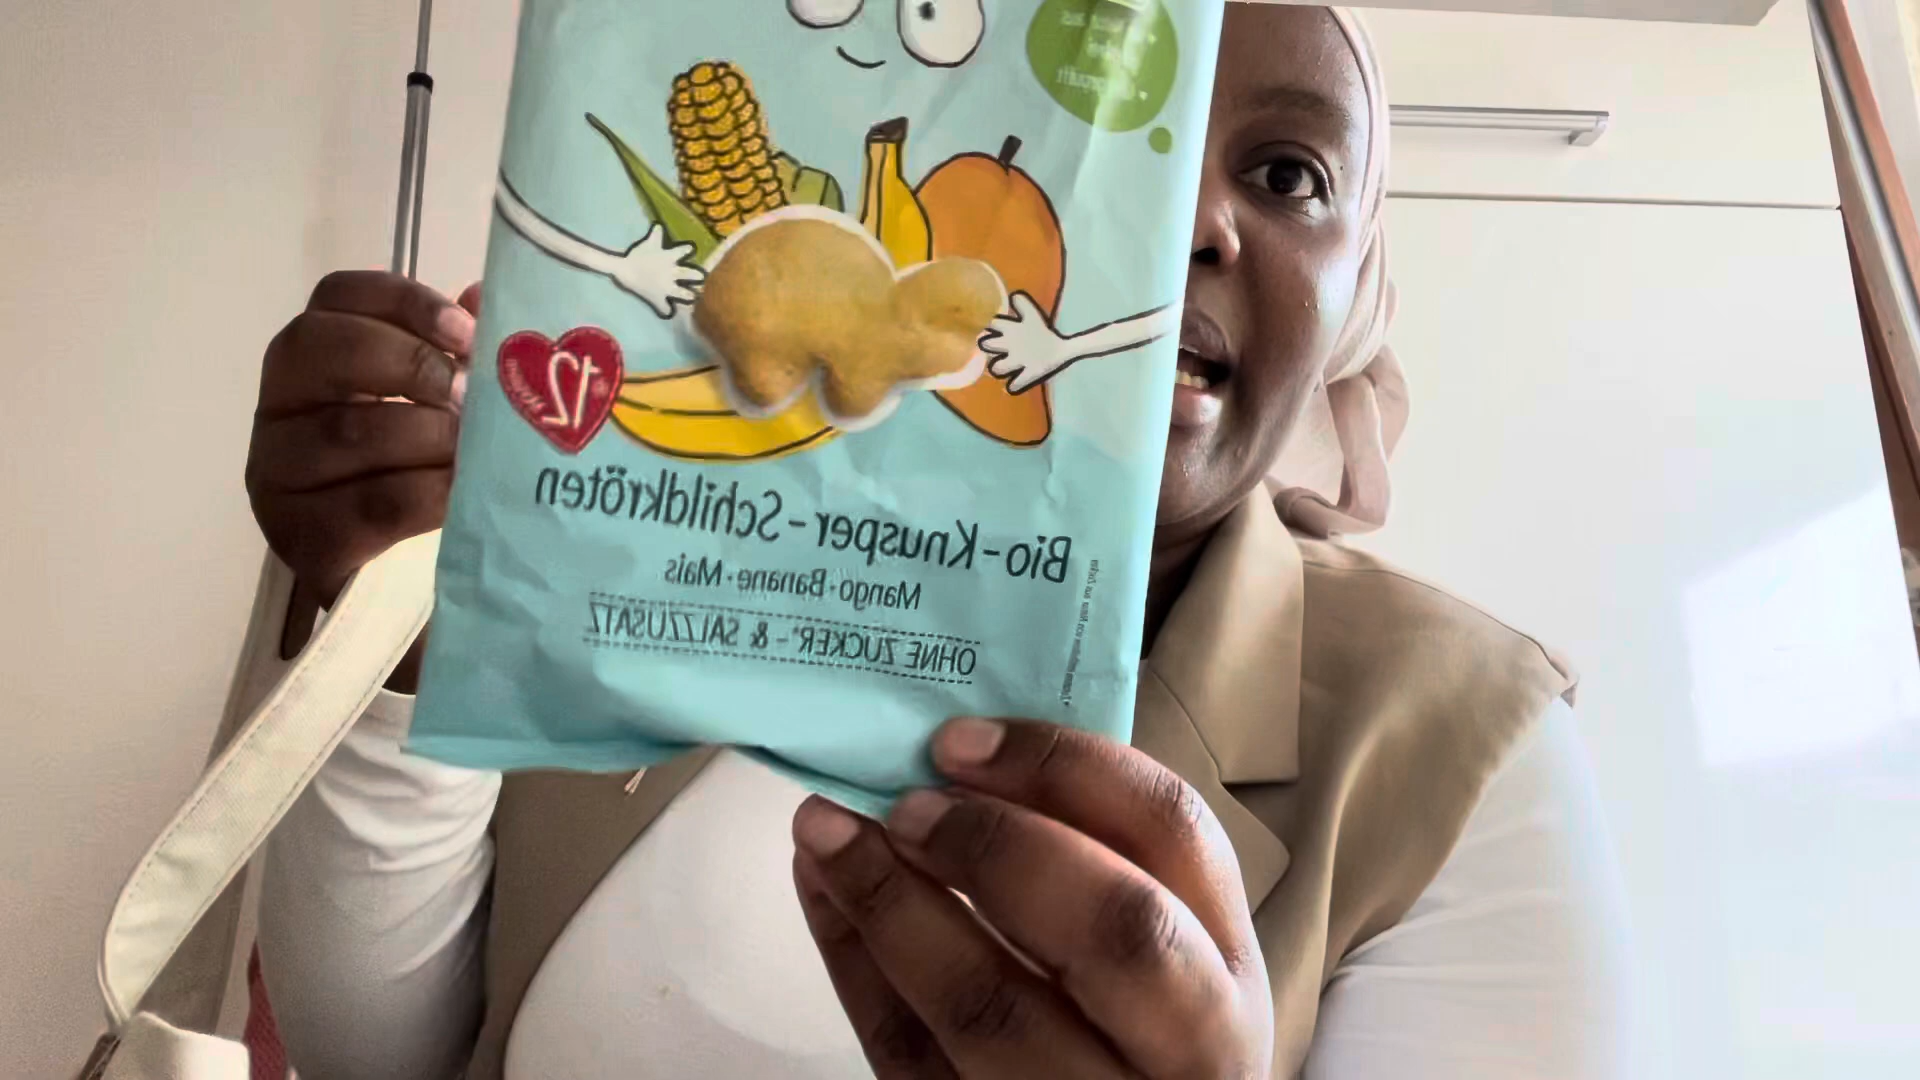 12
Bio-Knusper-Schildkröten
Mango·Banane·Mais
OHNE ZUCKER*- & SALZZUSATZ